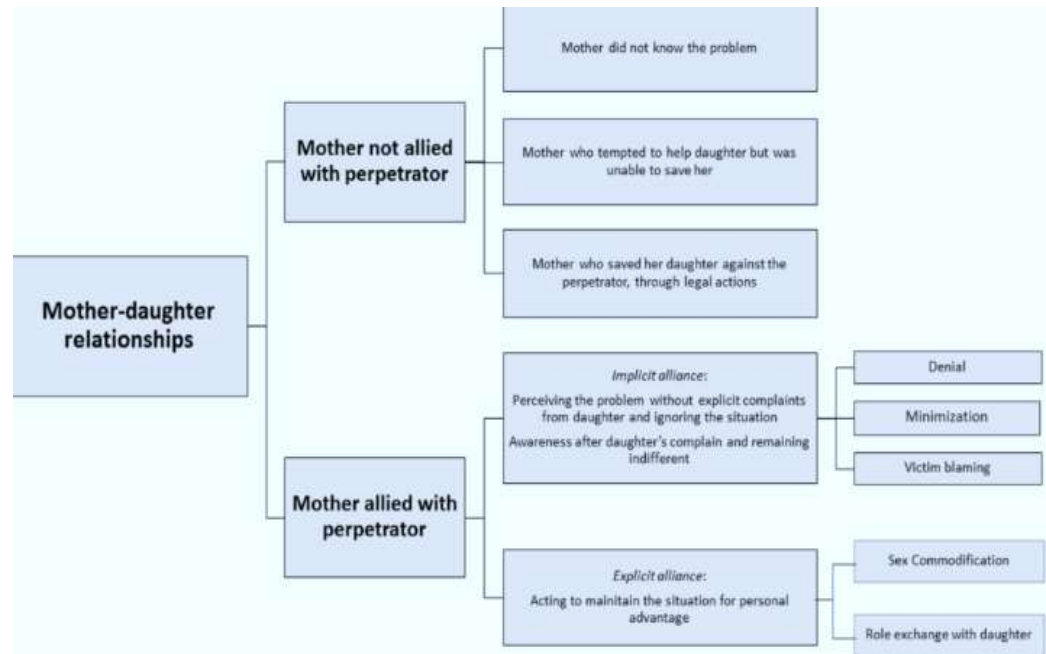 Mother-daughter
relationships
Mother not allied
with perpetrator
Mother did not know the problem
Mother who tempted to help daughter but was
unable to save her
Mother who saved her daughter against the
perpetrator, through legal actions
Mother allied with
perpetrator
Implicit alliance:
Perceiving the problem without explicit complaints
from daughter and ignoring the situation
Awareness after daughter's complain and remaining
indifferent
Denial
Minimization
Victim blaming
Explicit alliance:
Acting to mainitain the situation for personal
advantage
Sex Commodification
Role exchange with daughter